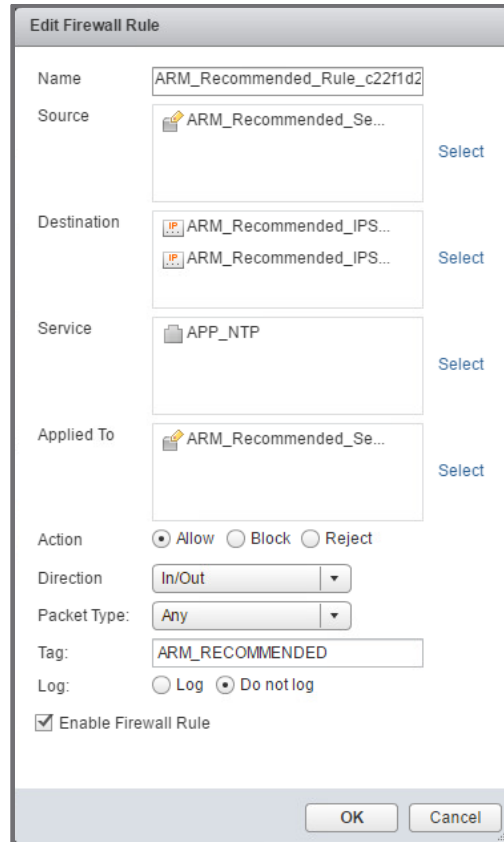 Edit Firewall Rule
Name ARM_Recommended_Rule_c22f1d2
Source ARM_Recommended_Se...
Select
Destination IP ARM_Recommended_IPS...
IP ARM_Recommended_IPS...
Select
Service APP_NTP
Select
Applied To ARM_Recommended_Se...
Select
Action Allow Block Reject
Direction In/Out
Packet Type: Any
Tag: ARM_RECOMMENDED
Log: Log Do not log
Enable Firewall Rule
OK Cancel